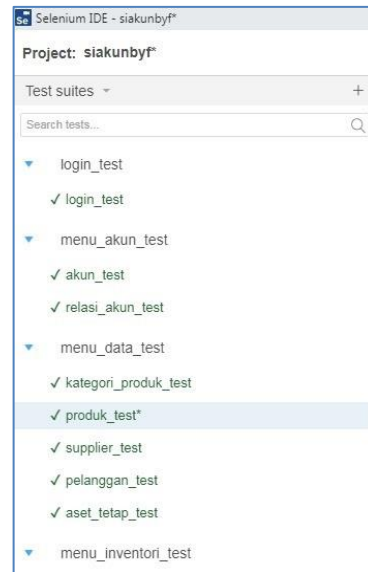 Se Selenium IDE - siakunbyf*
Project: siakunbyf*
Test suites
+
Search tests...
login_test
✓ login_test
menu_akun_test
✓ akun_test
✓ relasi_akun_test
menu_data_test
✓ kategori_produk_test
✓ produk_test*
✓ supplier_test
✓ pelanggan_test
✓ aset_tetap_test
menu_inventori_test